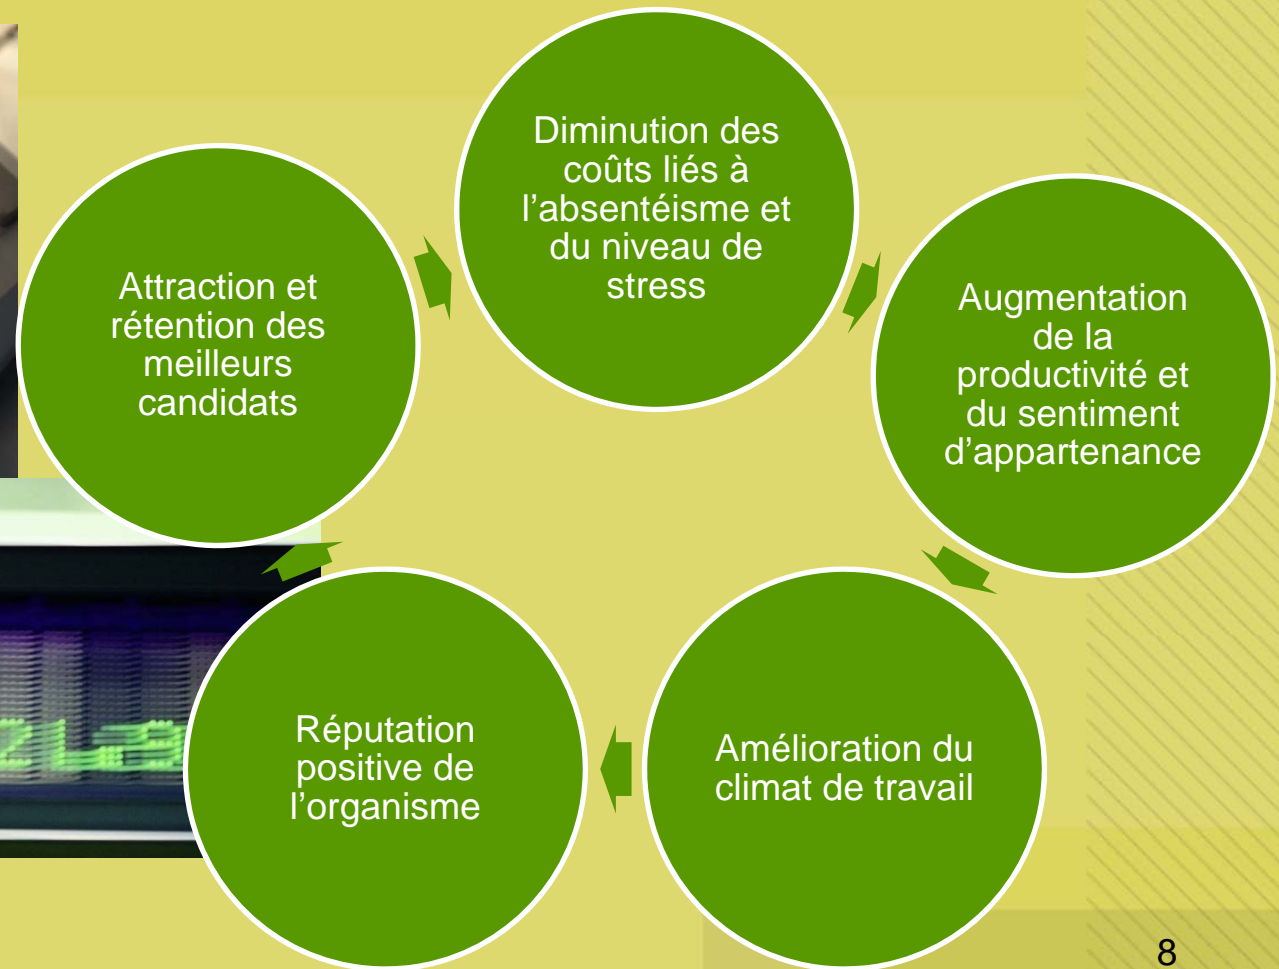 Diminution des
coûts liés à
l’absentéisme et
du niveau de
stress
Augmentation
de la
productivité et
du sentiment
d’appartenance
Amélioration du
climat de travail
Réputation
positive de
l’organisme
Attraction et
rétention des
meilleurs
candidats
8